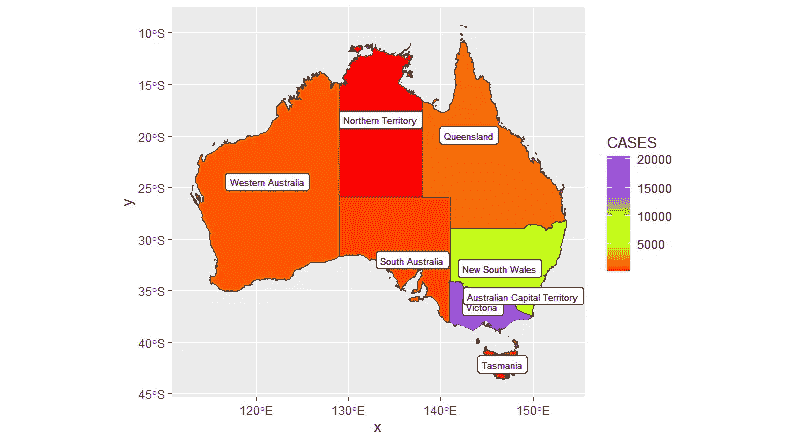 10°S
15°S
20°S
25°S
30°S
35°S
40°S
45°S
y
Northern Territory
Queensland
Western Australia
South Australia
New South Wales
Australian Capital Territory
Victoria
Tasmania
120°E
130°E
140°E
150°E
x
CASES
20000
15000
10000
5000